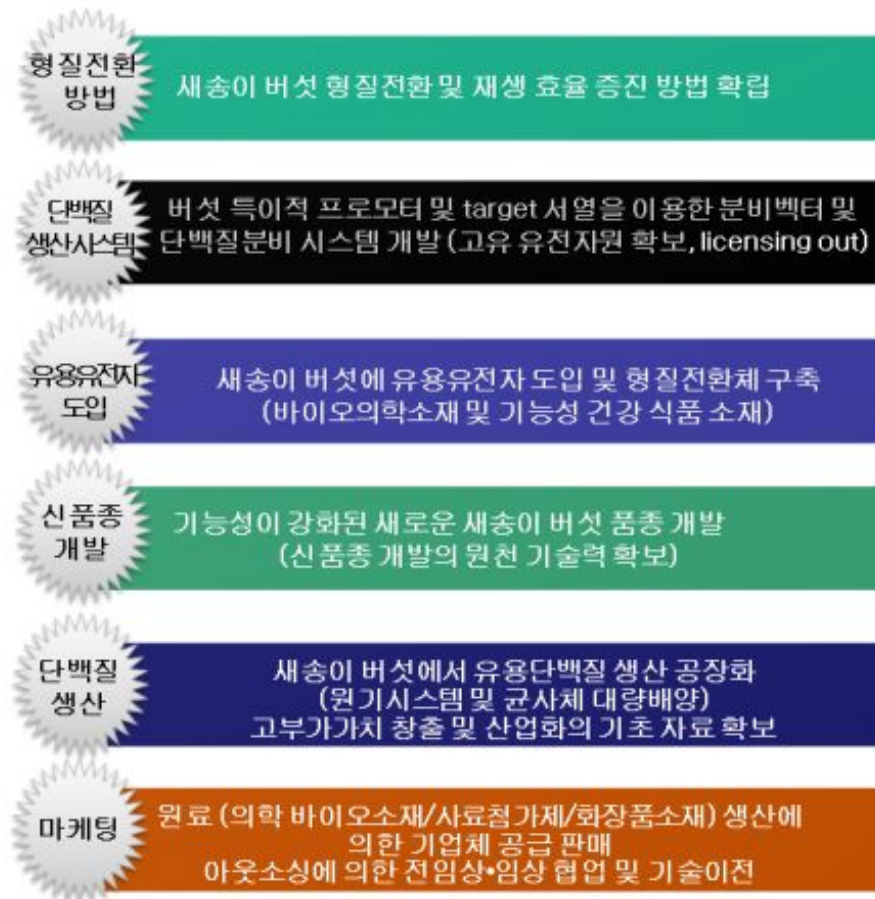 형질전환
방법
새송이 버섯 형질전환 및 재생 효율 증진 방법 확립
단백질
생산시스템
버섯 특이적 프로모터 및 target 서열을 이용한 분비벡터 및
단백질분비 시스템 개발 (고유 유전자원 확보, licensing out)
유용유전자
도입
새송이 버섯에 유용유전자 도입 및 형질전환체 구축
(바이오의학소재 및 기능성 건강 식품 소재)
신품종
개발
기능성이 강화된 새로운 새송이 버섯 품종 개발
(신품종 개발의 원천 기술력 확보)
단백질
생산
새송이 버섯에서 유용단백질 생산 공장화
(원기시스템 및 균사체 대량배양)
고부가가치 창출 및 산업화의 기초 자료 확보
마케팅
원료 (의학 바이오소재/사료첨가제/화장품소재) 생산에
의한 기업체 공급 판매
아웃소싱에 의한 전임상•임상 협업 및 기술이전